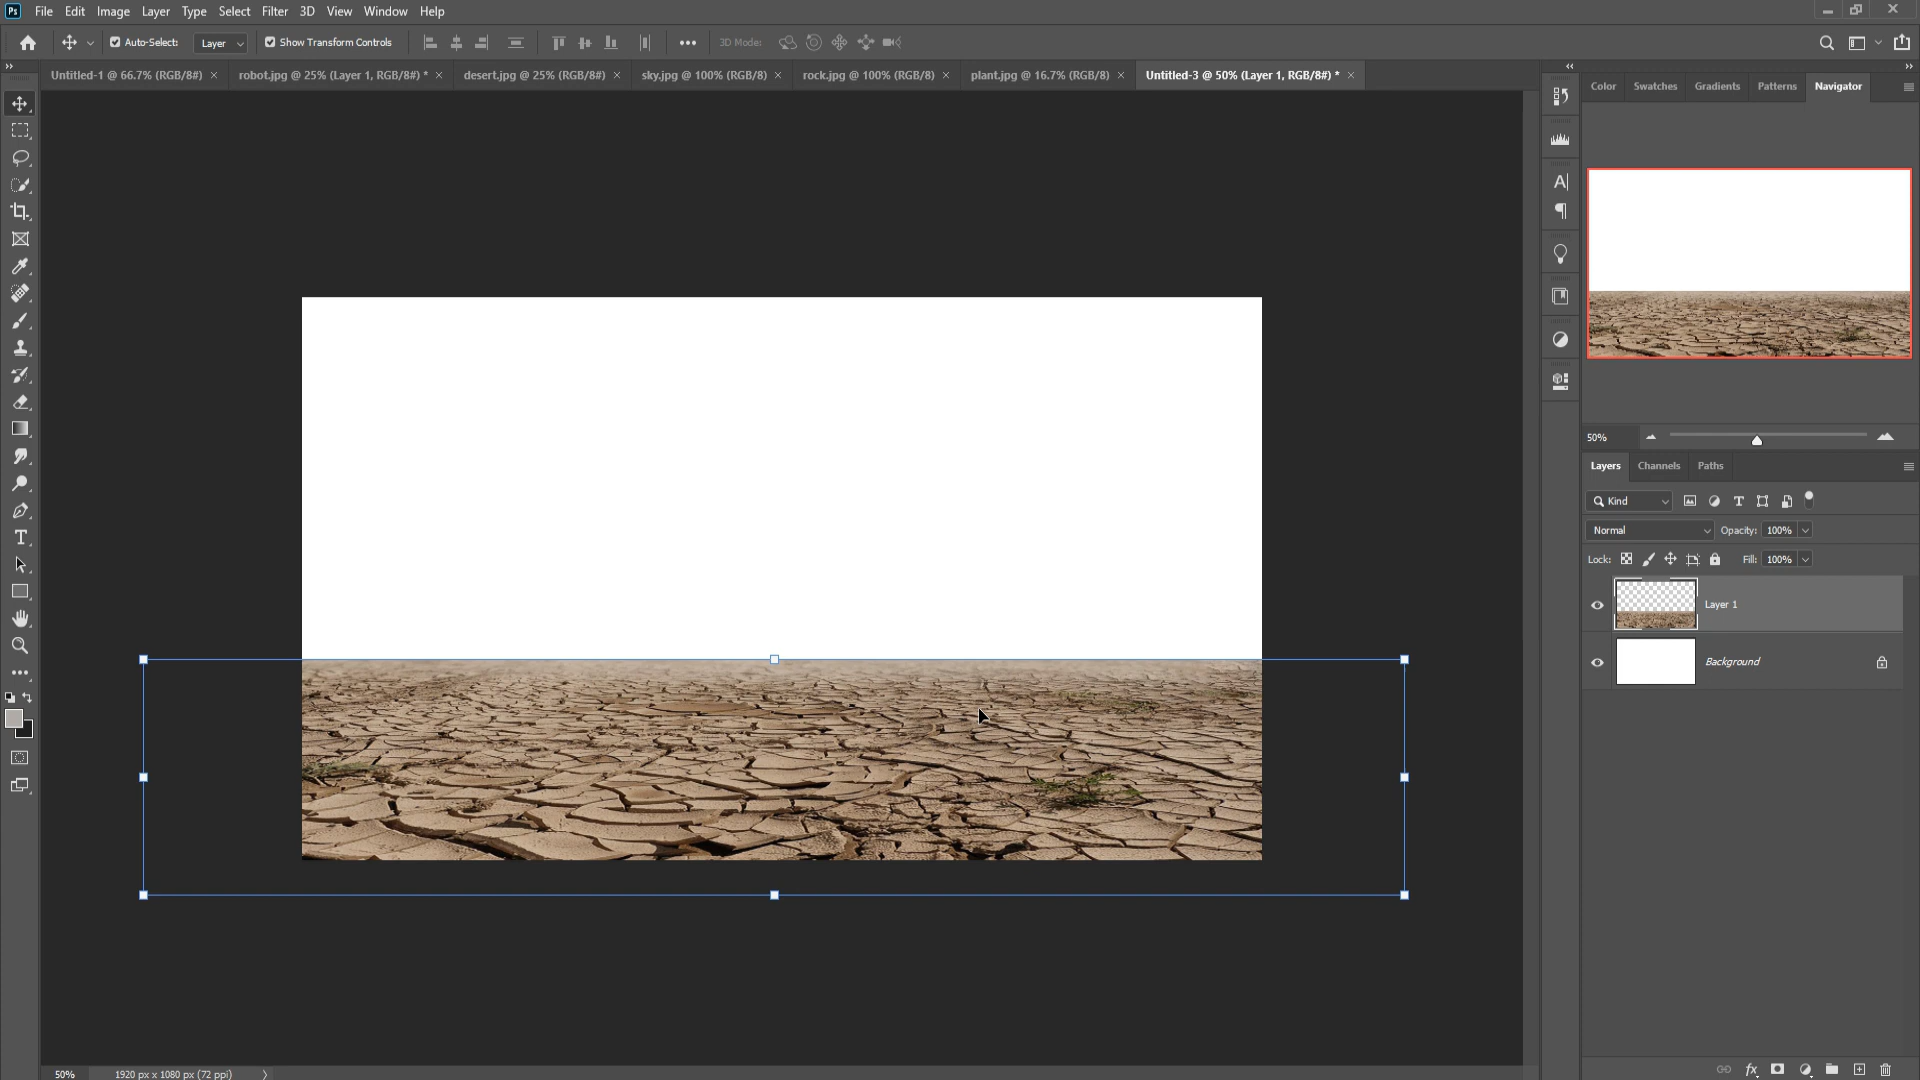 Ps File Edit Image Layer Type Select Filter 3D View Window Help
Auto-Select: Layer Show Transform Controls 3D Mode:
Untitled-1 @ 66.7% (RGB/8#) robot.jpg @ 25% (Layer 1, RGB/8#) * desert.jpg @ 25% (RGB/8#) sky.jpg @ 100% (RGB/8) rock.jpg @ 100% (RGB/8) plant.jpg @ 16.7% (RGB/8) Untitled-3 @ 50% (Layer 1, RGB/8#) *
Color Swatches Gradients Patterns Navigator
50%
Layers Channels Paths
Kind
Normal Opacity: 100%
Lock: Fill: 100%
Layer 1
Background
50% 1920 px x 1080 px (72 ppi)